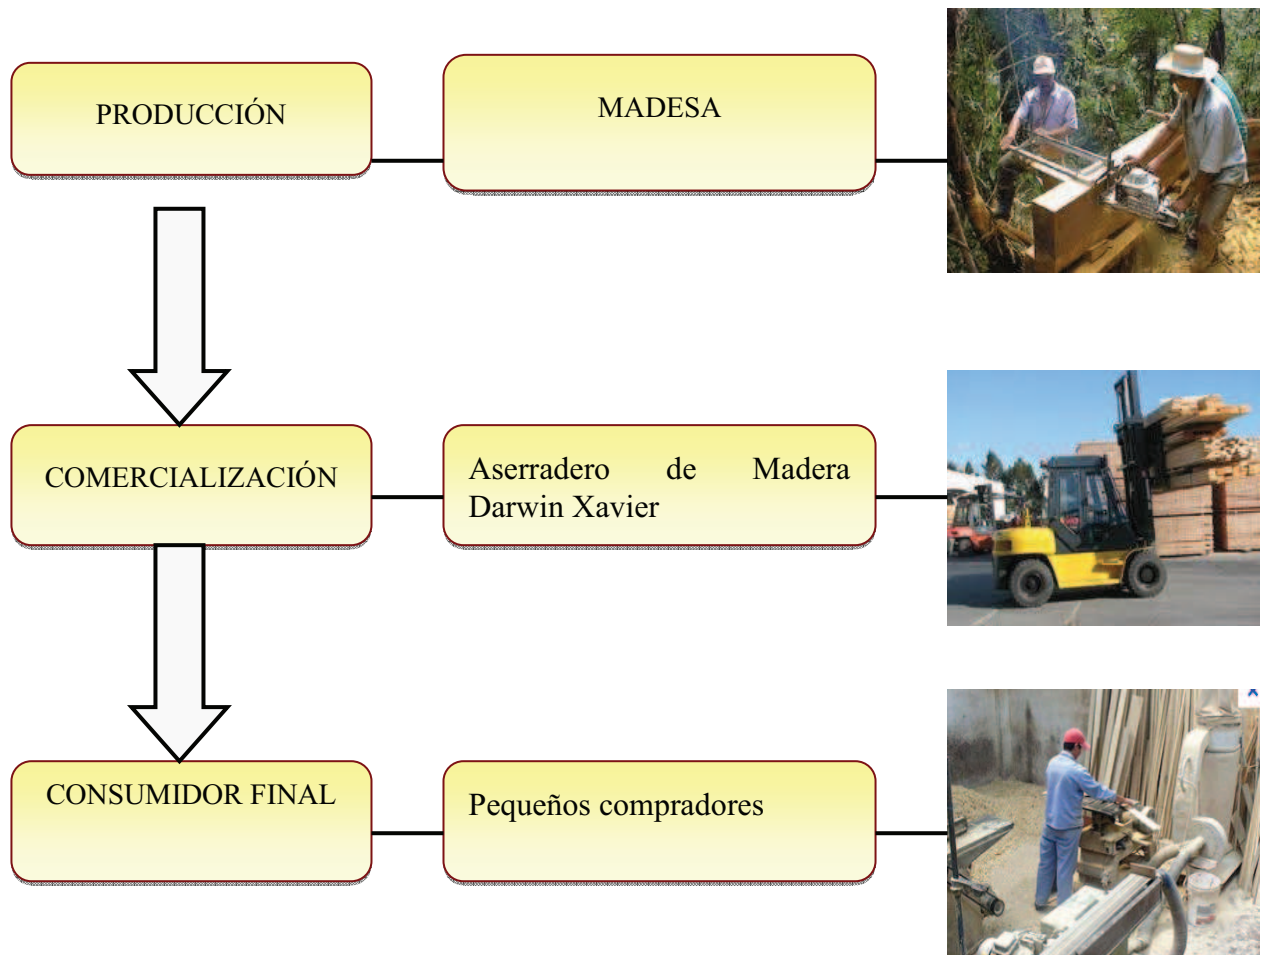 PRODUCCIÓN
MADESA
COMERCIALIZACIÓN
Aserradero de Madera
Darwin Xavier
CONSUMIDOR FINAL
Pequeños compradores